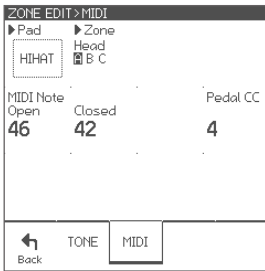 ZONE EDIT>MIDI
Pad Zone
HIHAT
Head
A B C
MIDI Note Pedal CC
Open Closed
46 42 4
TONE MIDI
Back